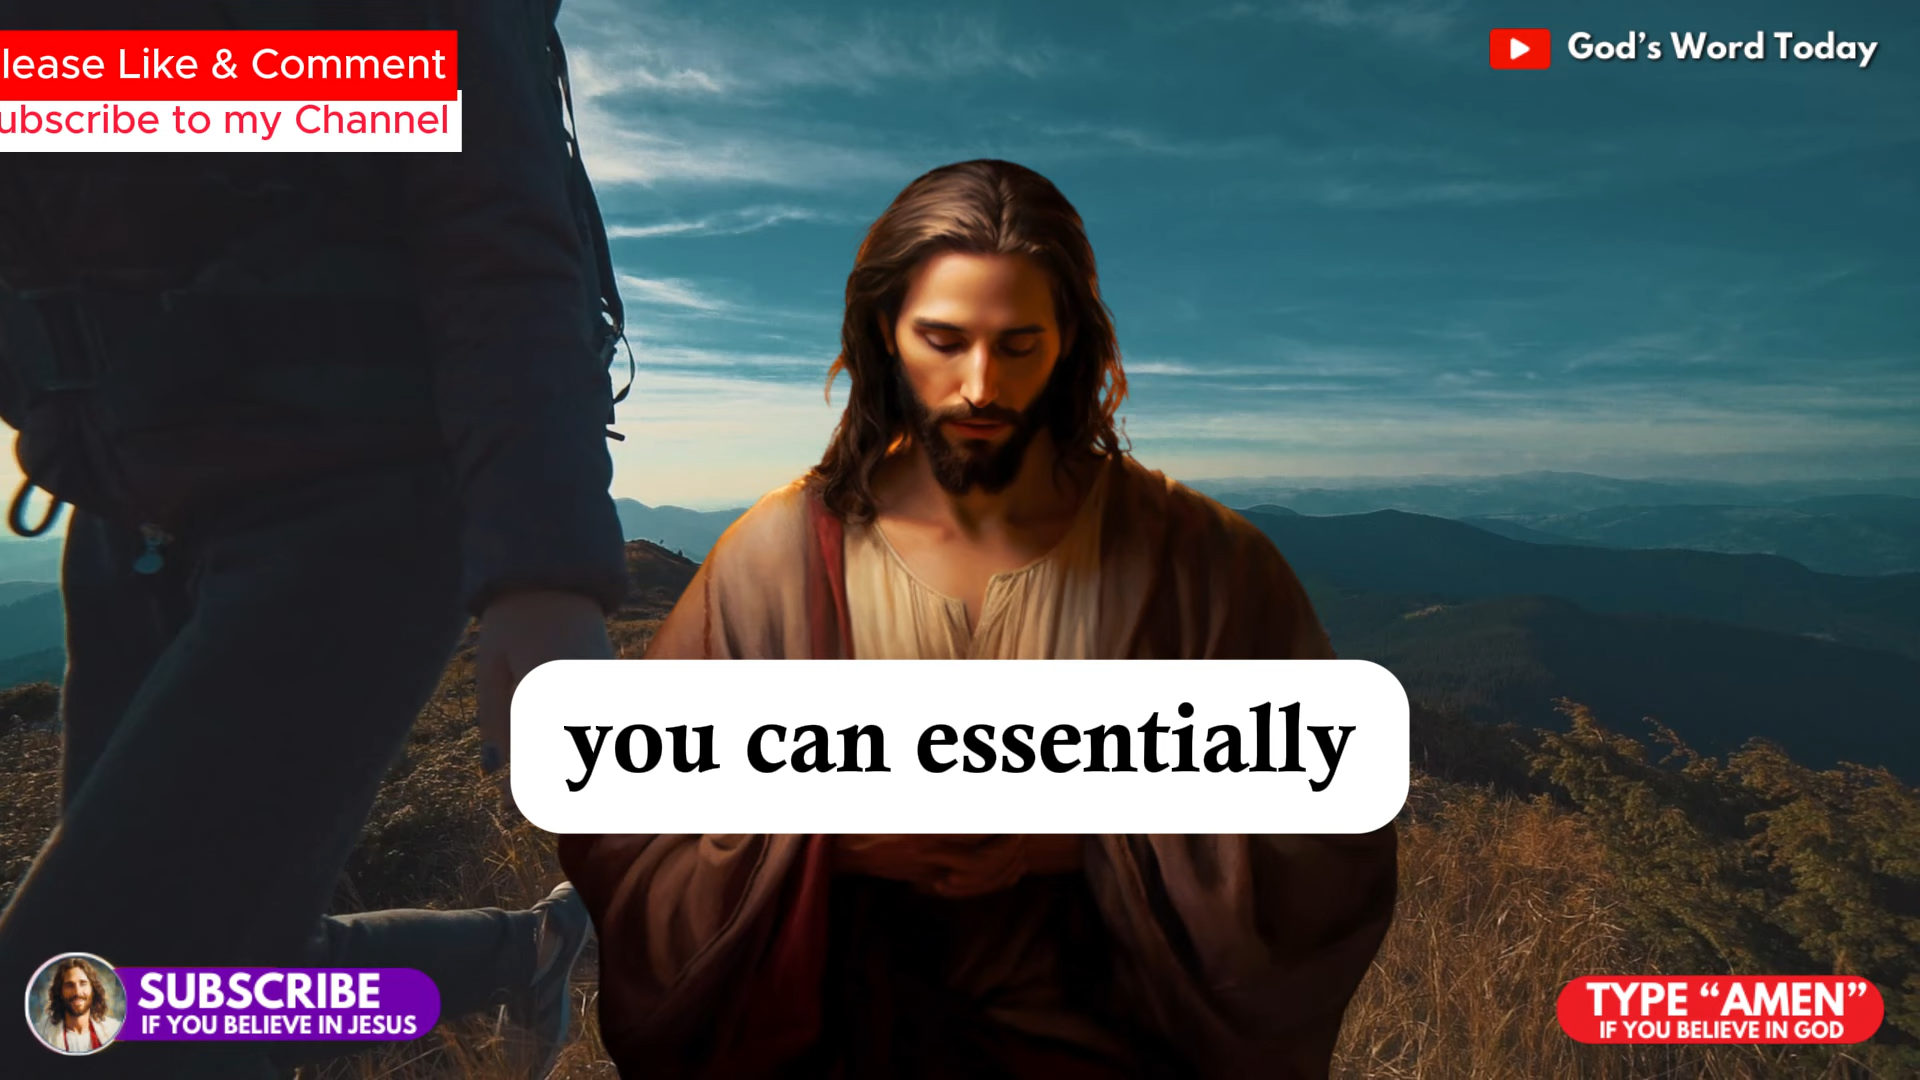 lease Like & Comment
ubscribe to my Channel
God's Word Today
you can essentially
SUBSCRIBE
IF YOU BELIEVE IN JESUS
TYPE “AMEN”
IF YOU BELIEVE IN GOD